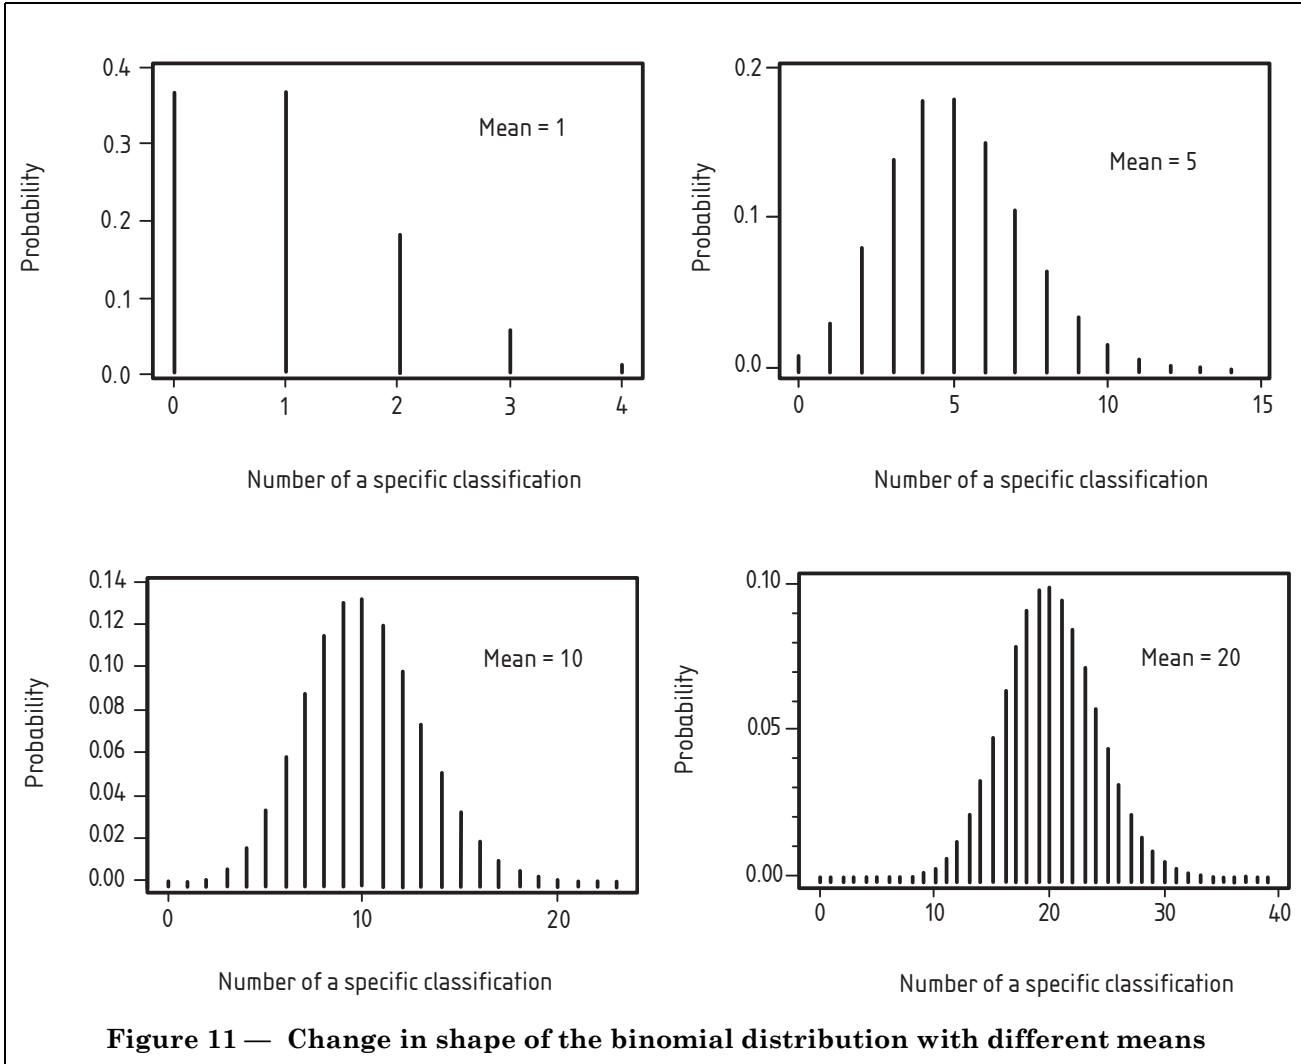 0.4
0.3
0.2
0.1
0.0
Probability
Mean = 1
0 1 2 3 4
Number of a specific classification
0.2
0.1
0.0
Probability
Mean = 5
0 5 10 15
Number of a specific classification
0.14
0.12
0.10
0.08
0.06
0.04
0.02
0.00
Probability
Mean = 10
0 10 20
Number of a specific classification
0.10
0.05
0.00
Probability
Mean = 20
0 10 20 30 40
Number of a specific classification
Figure 11 — Change in shape of the binomial distribution with different means